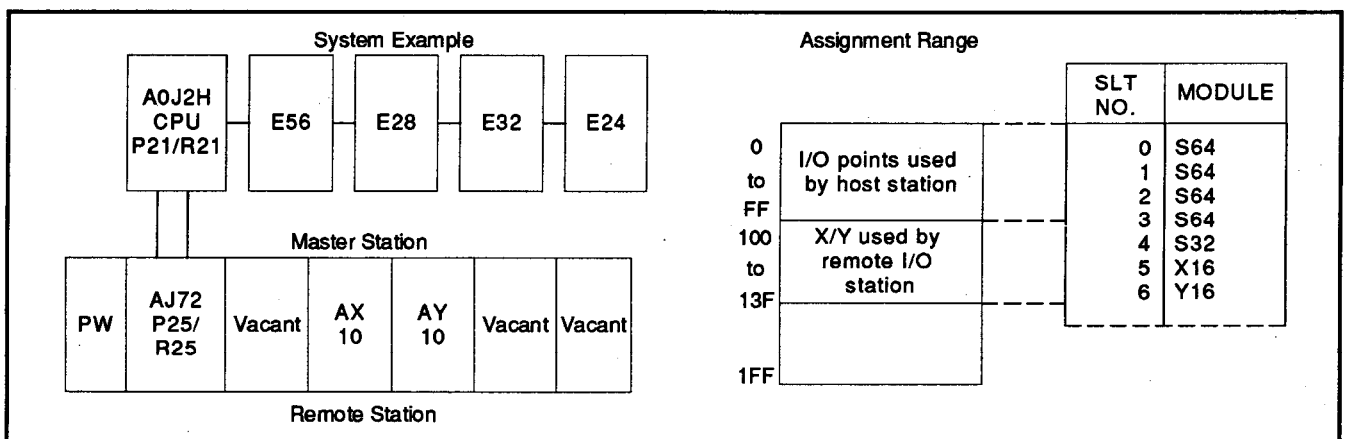 System Example
A0J2H
CPU
P21/R21
E56
E28
E32
E24
Master Station
PW
AJ72
P25/
R25
Vacant
AX
10
AY
10
Vacant
Vacant
Remote Station
Assignment Range
0
to
FF
I/O points used
by host station
100
to
13F
X/Y used by
remote I/O
station
1FF
SLT
NO.
MODULE
0 S64
1 S64
2 S64
3 S64
4 S32
5 X16
6 Y16